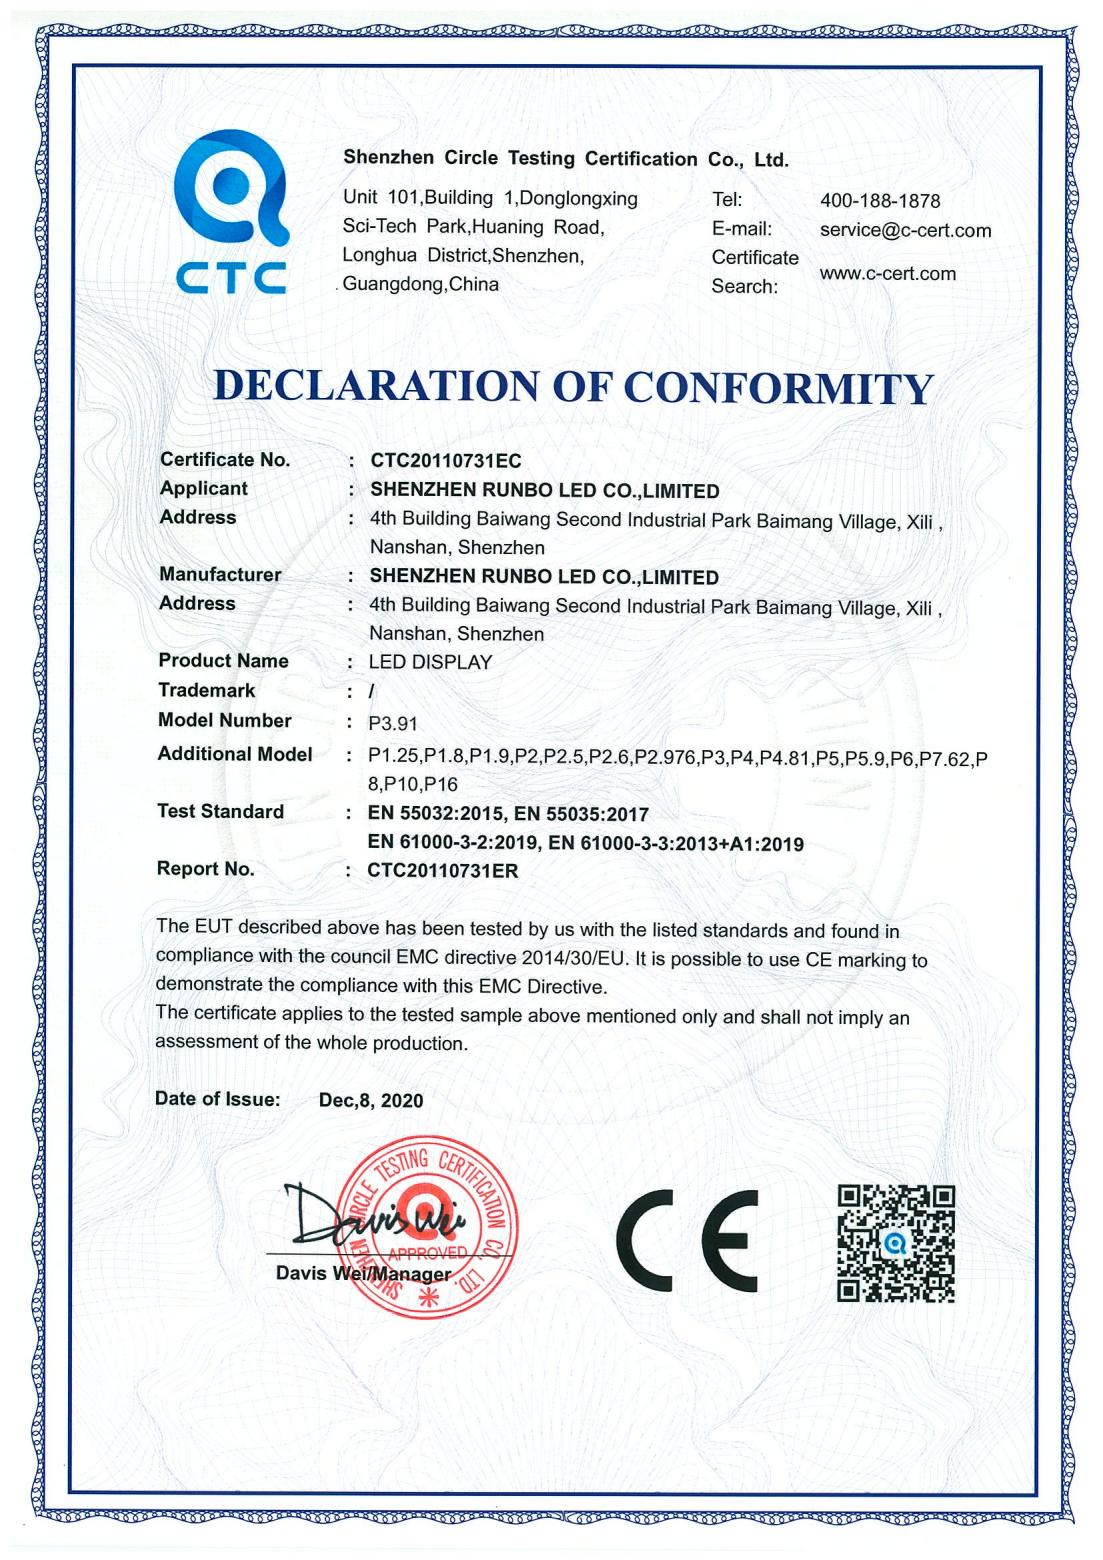 CTC
Shenzhen Circle Testing Certification Co., Ltd.
Unit 101,Building 1,Donglongxing
Sci-Tech Park,Huaning Road,
Longhua District,Shenzhen,
Guangdong,China
Tel: 400-188-1878
E-mail: service@c-cert.com
Certificate
Search: www.c-cert.com
DECLARATION OF CONFORMITY
Certificate No. : CTC20110731EC
Applicant : SHENZHEN RUNBO LED CO.,LIMITED
Address : 4th Building Baiwang Second Industrial Park Baimang Village, Xili ,
Nanshan, Shenzhen
Manufacturer : SHENZHEN RUNBO LED CO.,LIMITED
Address : 4th Building Baiwang Second Industrial Park Baimang Village, Xili ,
Nanshan, Shenzhen
Product Name : LED DISPLAY
Trademark : /
Model Number : P3.91
Additional Model : P1.25,P1.8,P1.9,P2,P2.5,P2.6,P2.976,P3,P4,P4.81,P5,P5.9,P6,P7.62,P
8,P10,P16
Test Standard : EN 55032:2015, EN 55035:2017
EN 61000-3-2:2019, EN 61000-3-3:2013+A1:2019
Report No. : CTC20110731ER
The EUT described above has been tested by us with the listed standards and found in
compliance with the council EMC directive 2014/30/EU. It is possible to use CE marking to
demonstrate the compliance with this EMC Directive.
The certificate applies to the tested sample above mentioned only and shall not imply an
assessment of the whole production.
Date of Issue: Dec,8, 2020
SHENZHEN CIRCLE TESTING CERTIFICATION CO. LTD.
Davis Wei
APPROVED
Davis Wei/Manager
CE